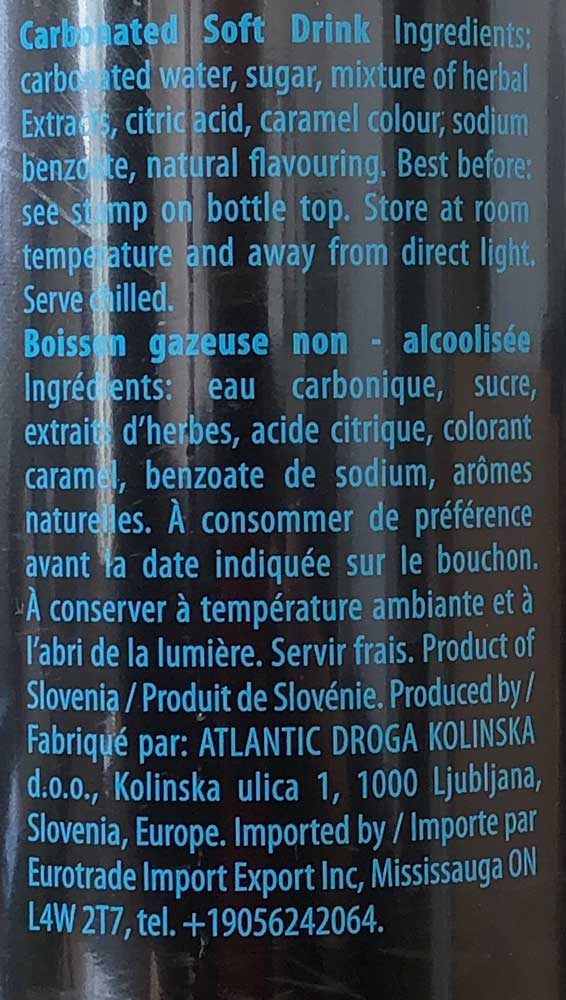 Carbonated Soft Drink Ingredients:
carbonated water, sugar, mixture of herbal
Extracts, citric acid, caramel colour, sodium
benzoate, natural flavouring. Best before:
see stamp on bottle top. Store at room
temperature and away from direct light.
Serve chilled.
Boisson gazeuse non - alcoolisée
Ingrédients: eau carbonique, sucre,
extraits d’herbes, acide citrique, colorant
caramel, benzoate de sodium, arômes
naturelles. À consommer de préférence
avant la date indiquée sur le bouchon.
À conserver à température ambiante et à
l’abri de la lumière. Servir frais. Product of
Slovenia / Produit de Slovénie. Produced by /
Fabriqué par: ATLANTIC DROGA KOLINSKA
d.o.o., Kolinska ulica 1, 1000 Ljubljana,
Slovenia, Europe. Imported by / Importe par
Eurotrade Import Export Inc, Mississauga ON
L4W 2T7, tel. +19056242064.